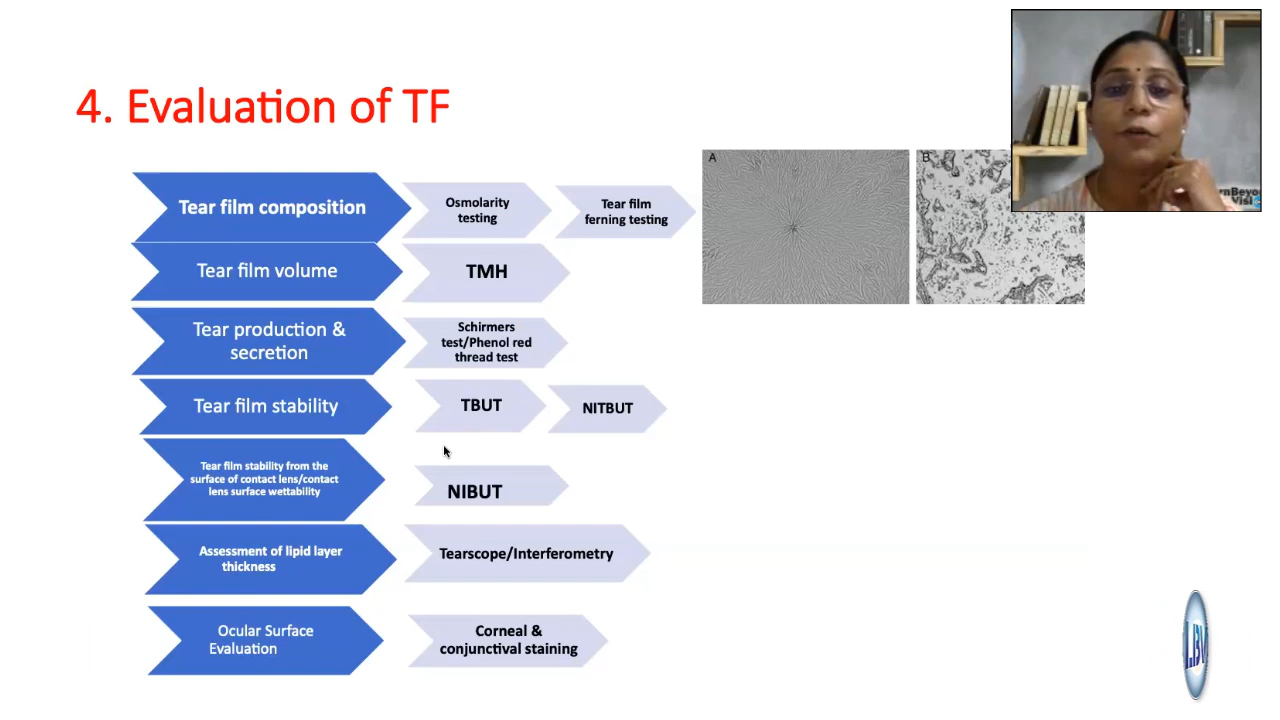 4. Evaluation of TF
Tear film composition
Osmolarity
testing
Tear film
ferning testing
A
B
Tear film volume
TMH
Tear production &
secretion
Schirmers
test/Phenol red
thread test
Tear film stability
TBUT
NITBUT
Tear film stability from the
surface of contact lens/contact
lens surface wettability
NIBUT
Assessment of lipid layer
thickness
Tearscope/Interferometry
Ocular Surface
Evaluation
Corneal &
conjunctival staining
LBV